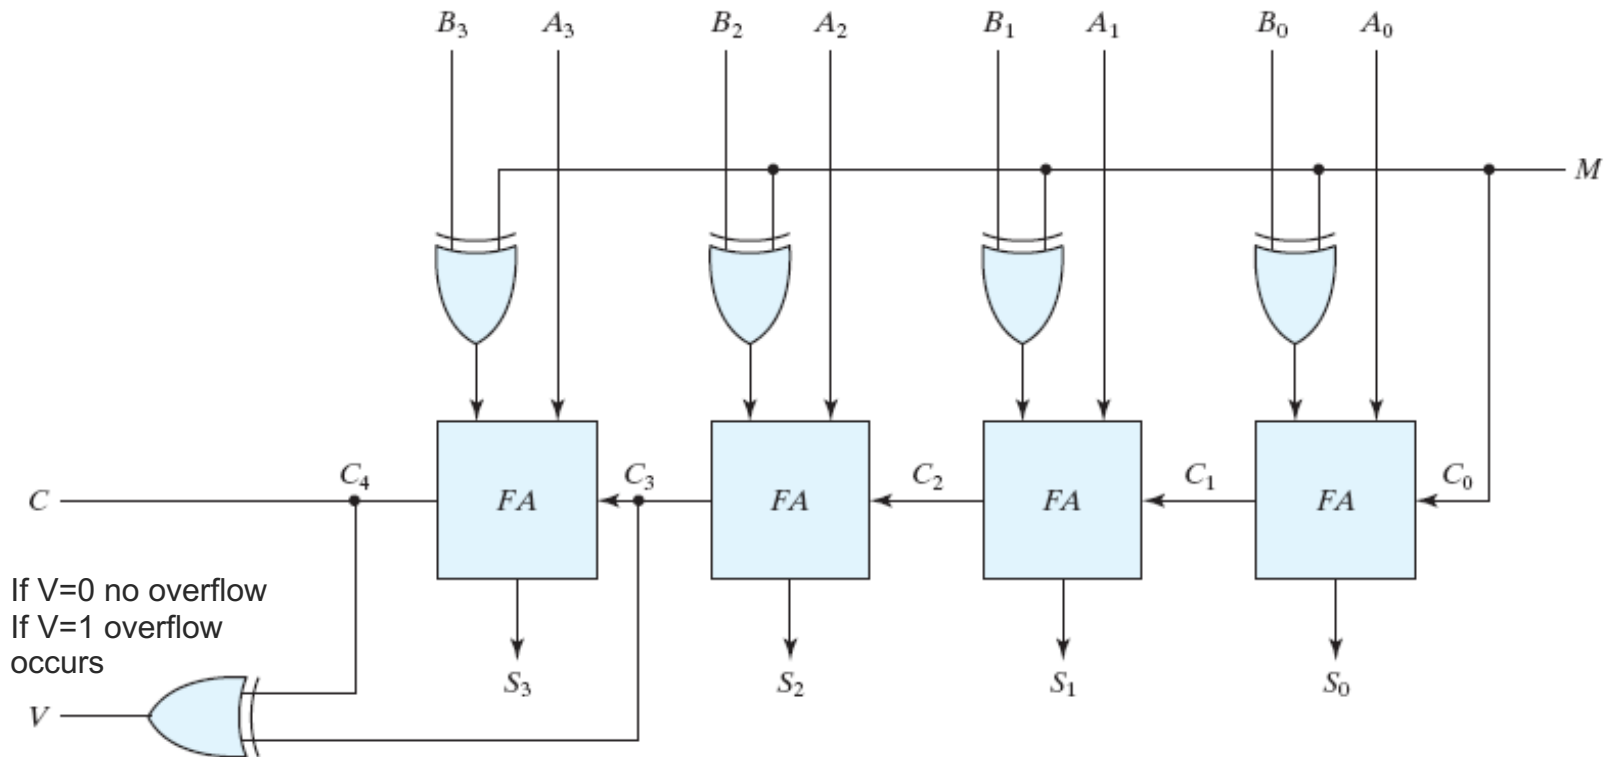 B₃ A₃ B₂ A₂ B₁ A₁ B₀ A₀
M
C₄ C₃ C₂ C₁ C₀
C FA FA FA FA
If V=0 no overflow
If V=1 overflow
occurs
S₃ S₂ S₁ S₀
V